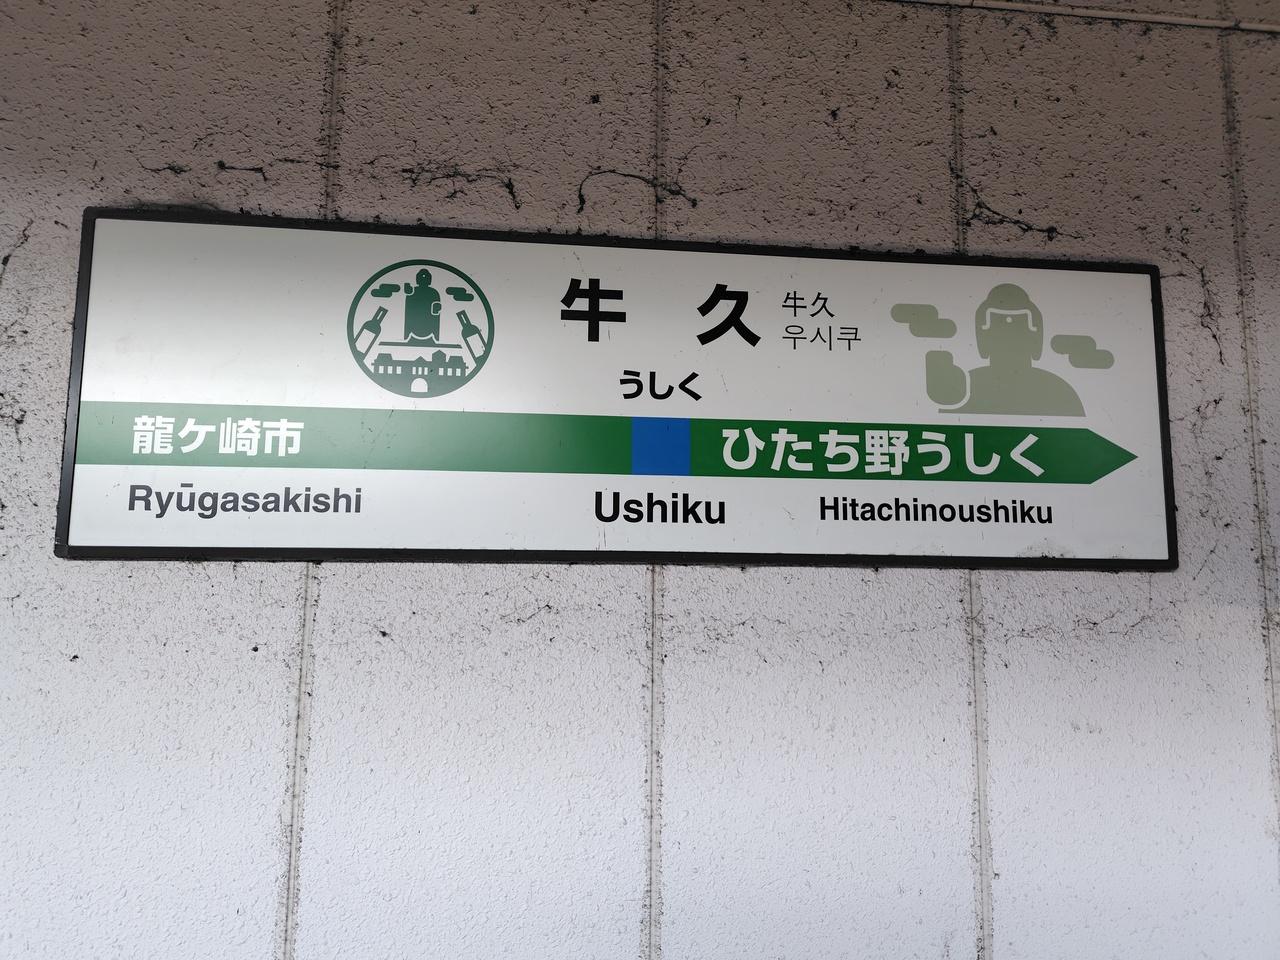 牛久
牛久
우시쿠
うしく
龍ケ崎市
ひたち野うしく
Ryūgasakishi
Ushiku
Hitachinoushiku